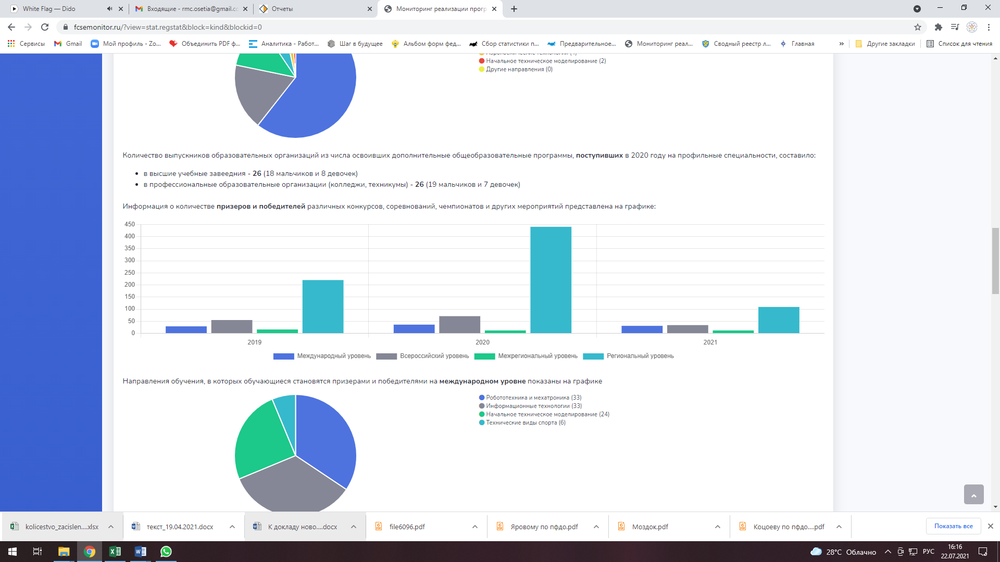 White Flag — Dido
Входящие - rmc.osetia@gmail.cc
Отчеты
Мониторинг реализации прогр
fcsemonitor.ru/?view=stat.regstat&block=kind&blockid=0
Сервисы
Gmail
Мой профиль - Zo...
Объединить PDF ф...
Аналитика - Работ...
Шаг в будущее
Альбом форм фед...
Сбор статистики п...
Предварительное...
Мониторинг реал...
Сводный реестр л...
Главная
»
Другие закладки
Список для чтения
Аэрокосмические технологии (4)
Начальное техническое моделирование (2)
Другие направления (0)
Количество выпускников образовательных организаций из числа освоивших дополнительные общеобразовательные программы, поступивших в 2020 году на профильные специальности, составило:
• в высшие учебные завеедния - 26 (18 мальчиков и 8 девочек)
• в профессиональные образовательные организации (колледжи, техникумы) - 26 (19 мальчиков и 7 девочек)
Информация о количестве призеров и победителей различных конкурсов, соревнований, чемпионатов и других мероприятий представлена на графике:
450
400
350
300
250
200
150
100
50
0
2019
2020
2021
Международный уровень
Всероссийский уровень
Межрегиональный уровень
Региональный уровень
Направления обучения, в которых обучающиеся становятся призерами и победителями на международном уровне показаны на графике
Робототехника и мехатроника (33)
Информационные технологии (33)
Начальное техническое моделирование (24)
Технические виды спорта (6)
kolicestvo_zacislen....xlsx
текст_19.04.2021.docx
К докладу ново....docx
file6096.pdf
Яровому по пфдо.pdf
Моздок.pdf
Коцоеву по пфдо....pdf
Показать все
28°C Облачно
РУС
16:16
22.07.2021